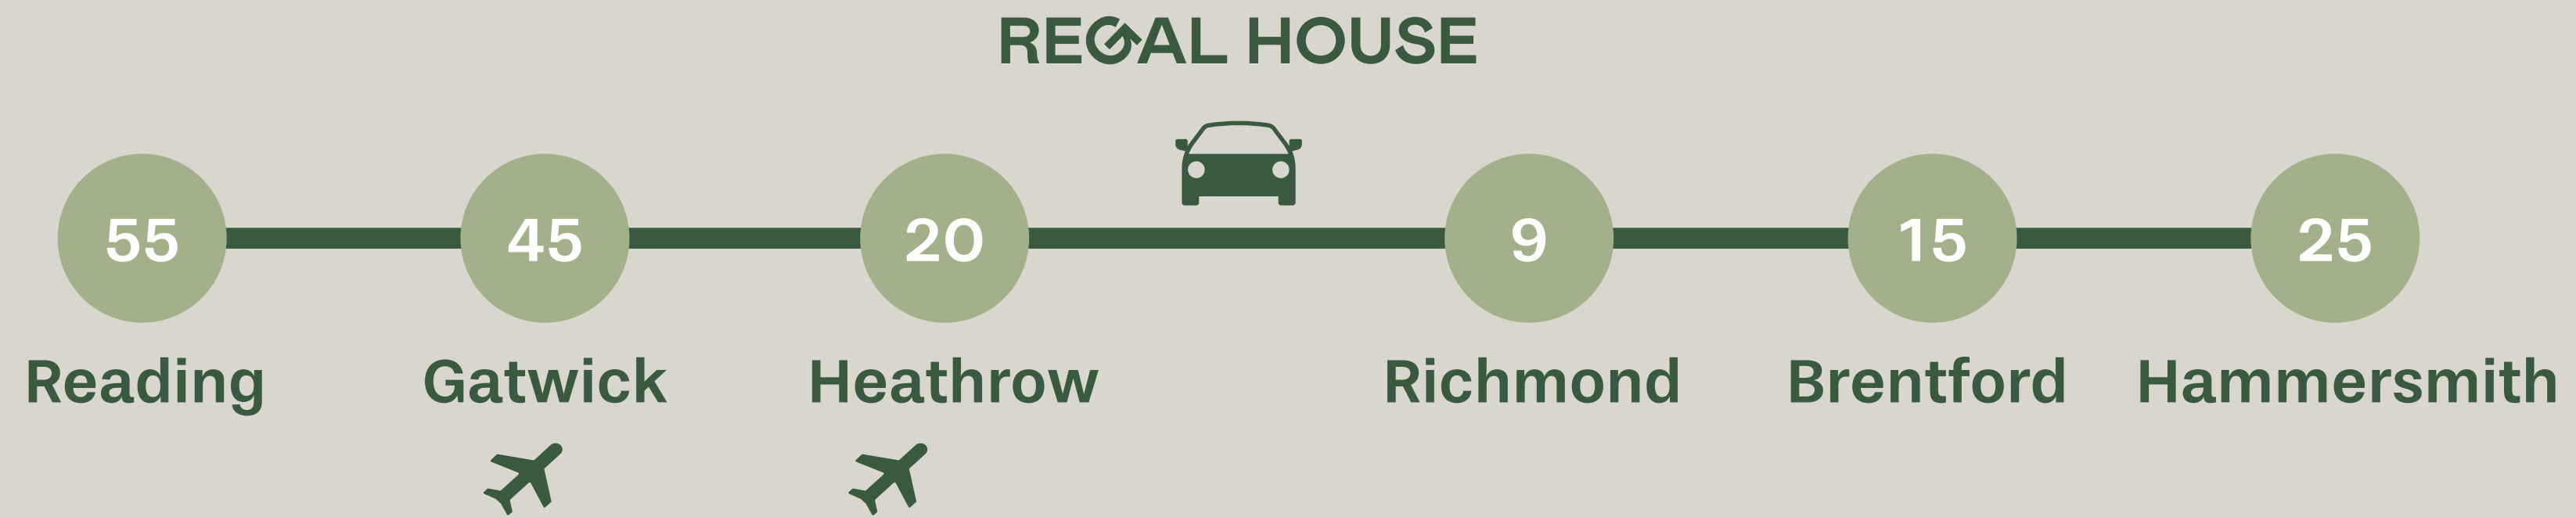 REGAL HOUSE
55 45 20 9 15 25
Reading Gatwick Heathrow Richmond Brentford Hammersmith